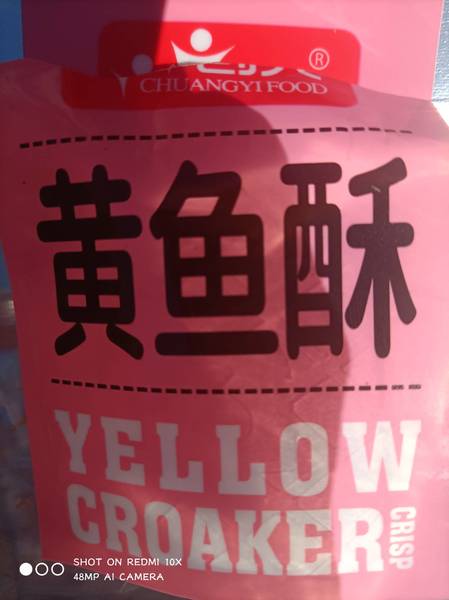 CHUANGYI FOOD
®
黄鱼酥
YELLOW
CROAKER
CRISP
SHOT ON REDMI 10X
48MP AI CAMERA